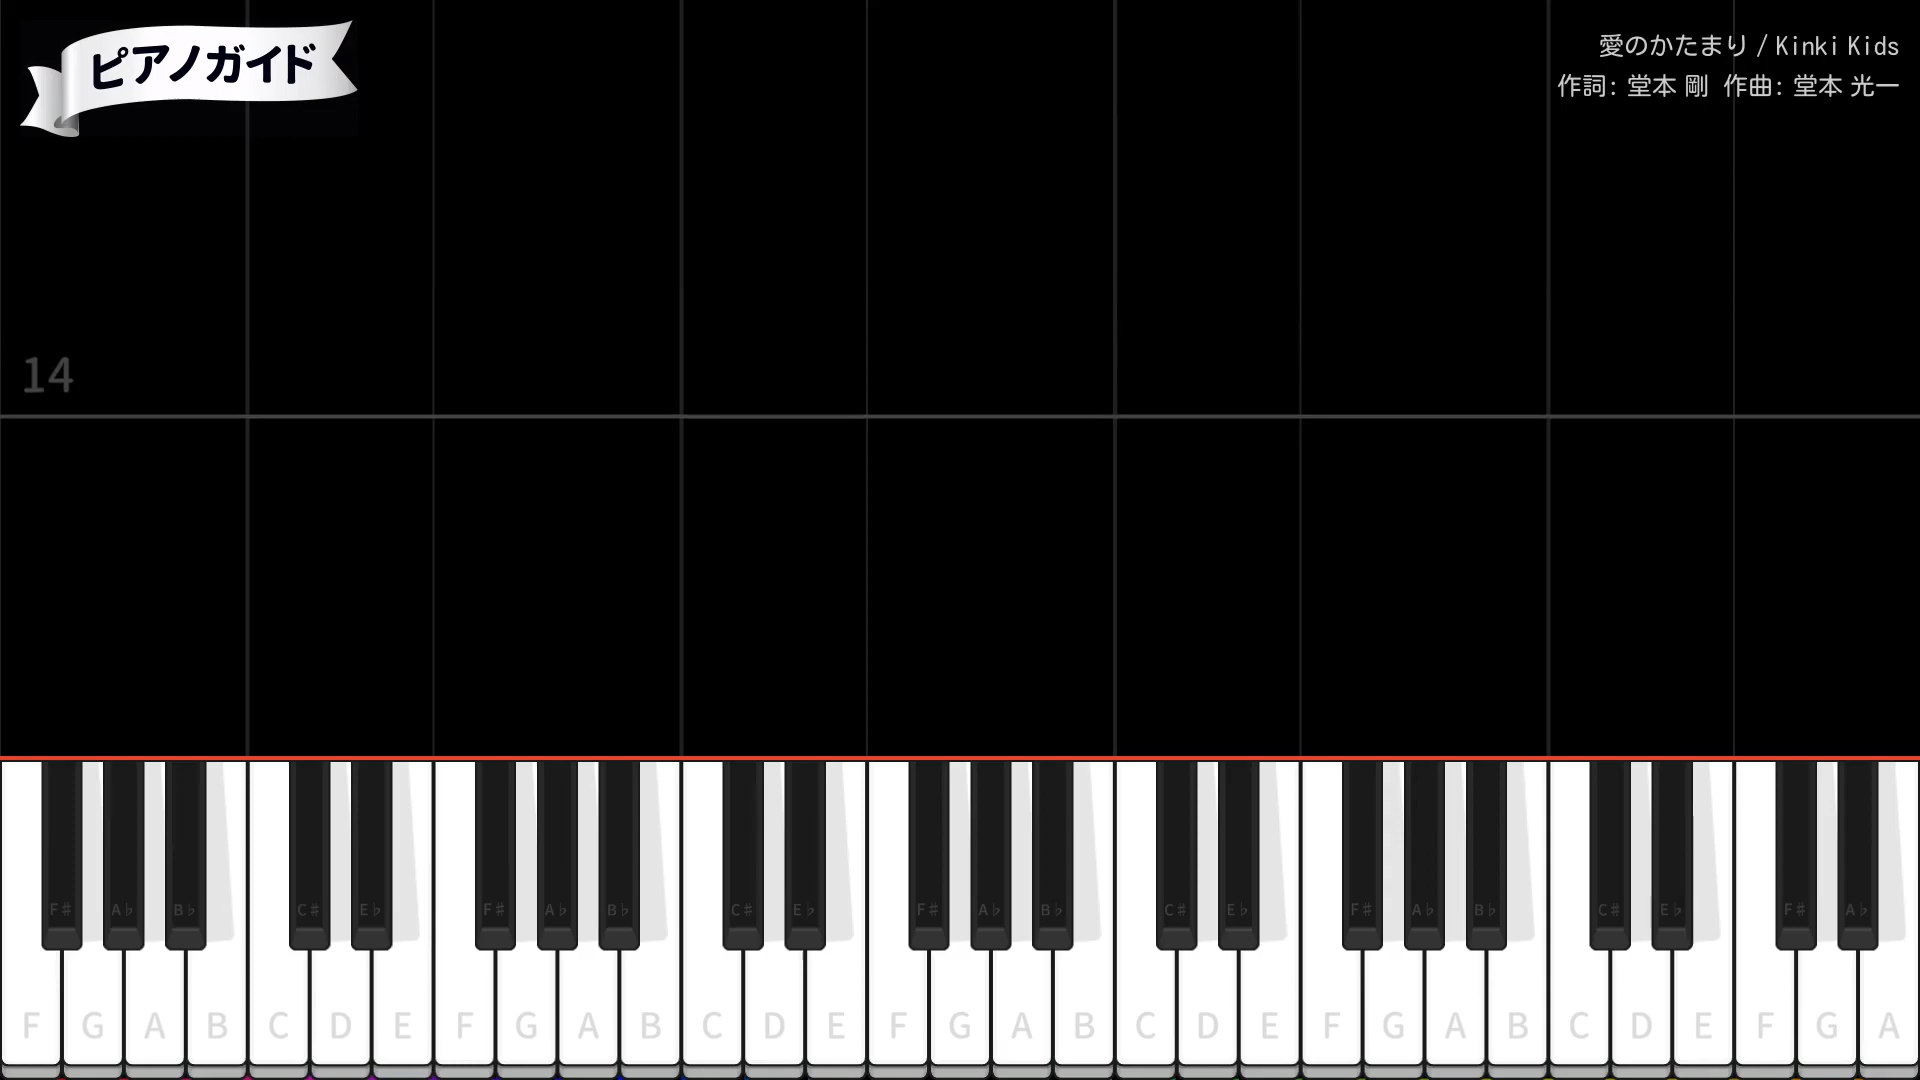 ピアノガイド
愛のかたまり / Kinki Kids
作詞: 堂本 剛 作曲: 堂本 光一
14
F♯ A♭ B♭ C♯ E♭ F♯ A♭ B♭ C♯ E♭ F♯ A♭ B♭ C♯ E♭ F♯ A♭ B♭ C♯ E♭ F♯ A♭
F G A B C D E F G A B C D E F G A B C D E F G A B C D E F G A